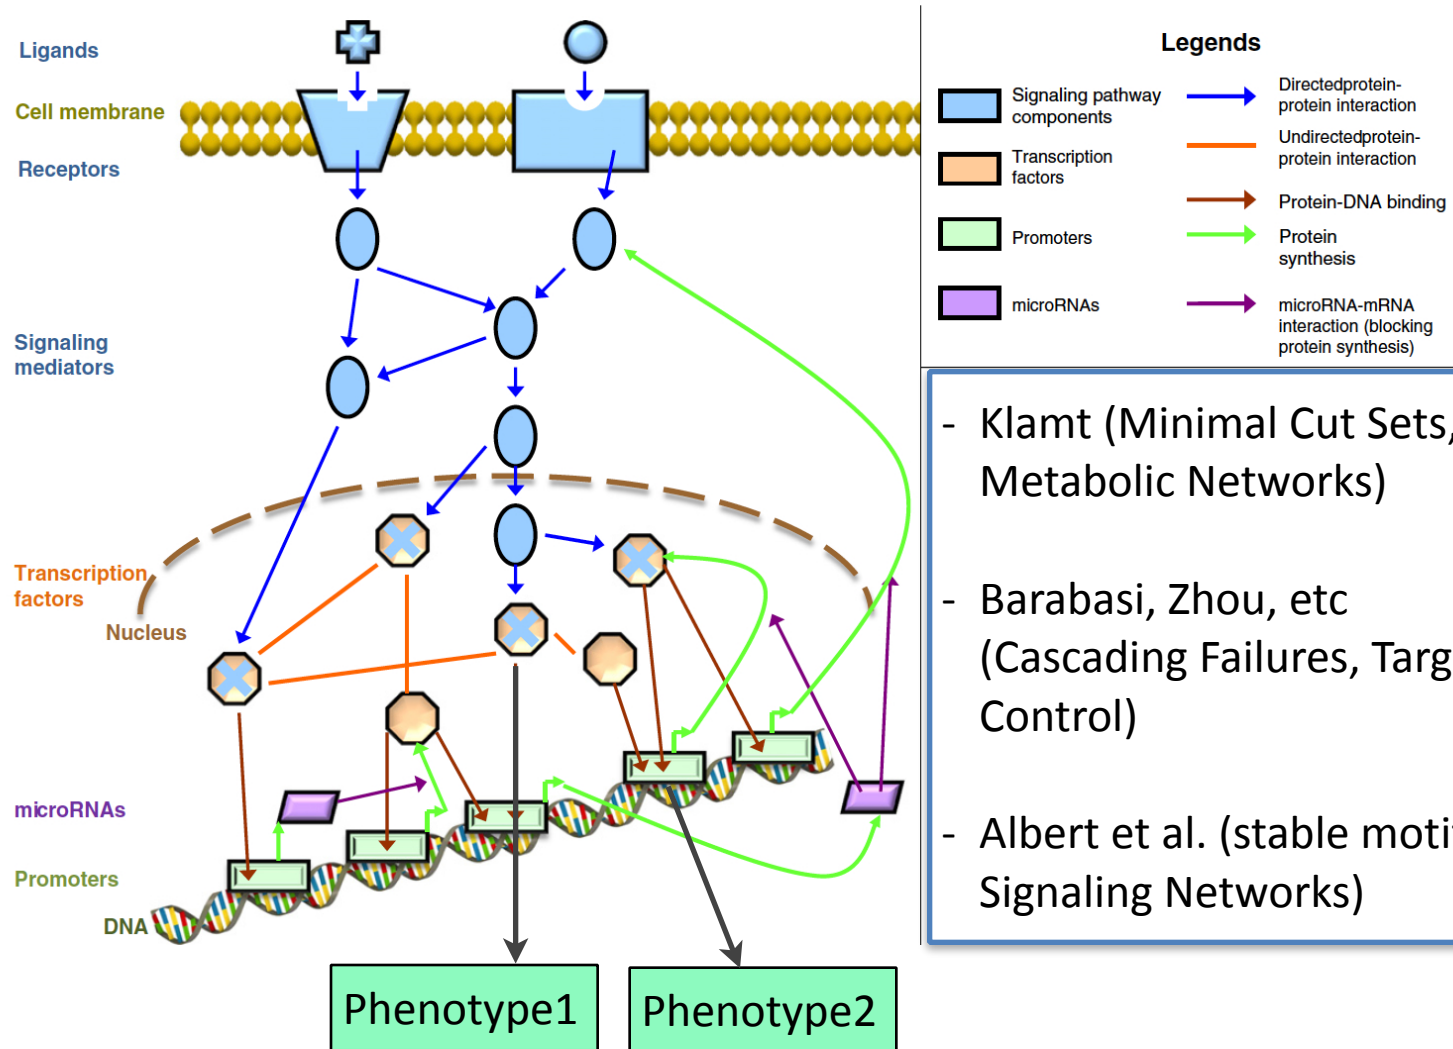 Ligands
Cell membrane
Receptors
Signaling
mediators
Transcription
factors
Nucleus
microRNAs
Promoters
DNA
Phenotype1
Phenotype2
Legends
Signaling pathway
components
Transcription
factors
Promoters
microRNAs
Directedprotein-
protein interaction
Undirectedprotein-
protein interaction
Protein-DNA binding
Protein
synthesis
microRNA-mRNA
interaction (blocking
protein synthesis)
- Klamt (Minimal Cut Sets,
Metabolic Networks)
- Barabasi, Zhou, etc
(Cascading Failures, Targ
Control)
- Albert et al. (stable moti
Signaling Networks)